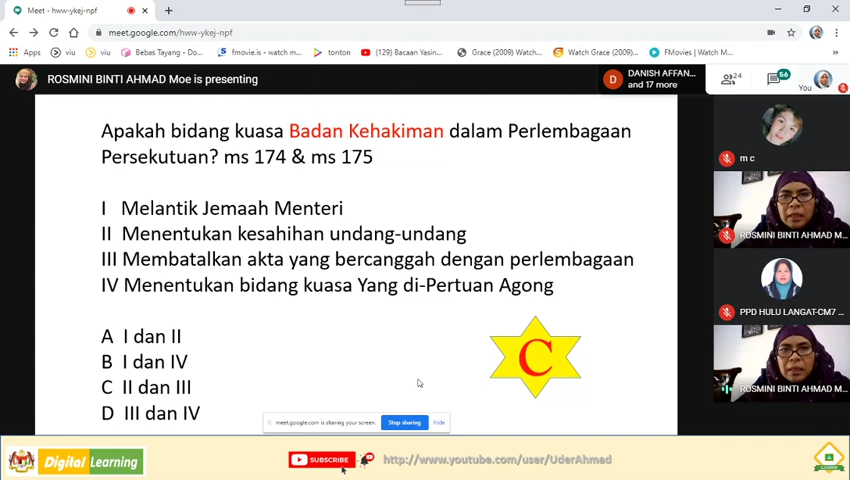 Meet - hww-ykej-npf
meet.google.com/hww-ykej-npf
Apps
viu
viu
Bebas Tayang - Do...
fmovie.is - watch m...
tonton
(129) Bacaan Yasin...
Grace (2009) Watch...
Watch Grace (2009)...
FMovies | Watch M...
ROSMINI BINTI AHMAD Moe is presenting
D
DANISH AFFAN...
and 17 more
24
56
You
Apakah bidang kuasa Badan Kehakiman dalam Perlembagaan
Persekutuan? ms 174 & ms 175
I Melantik Jemaah Menteri
II Menentukan kesahihan undang-undang
III Membatalkan akta yang bercanggah dengan perlembagaan
IV Menentukan bidang kuasa Yang di-Pertuan Agong
A I dan II
B I dan IV
C II dan III
D III dan IV
C
m c
ROSMINI BINTI AHMAD M...
PPD HULU LANGAT-CM7
ROSMINI BINTI AHMAD M...
meet.google.com is sharing your screen.
Stop sharing
Hide
Digital Learning
SUBSCRIBE
http://www.youtube.com/user/UderAhmad